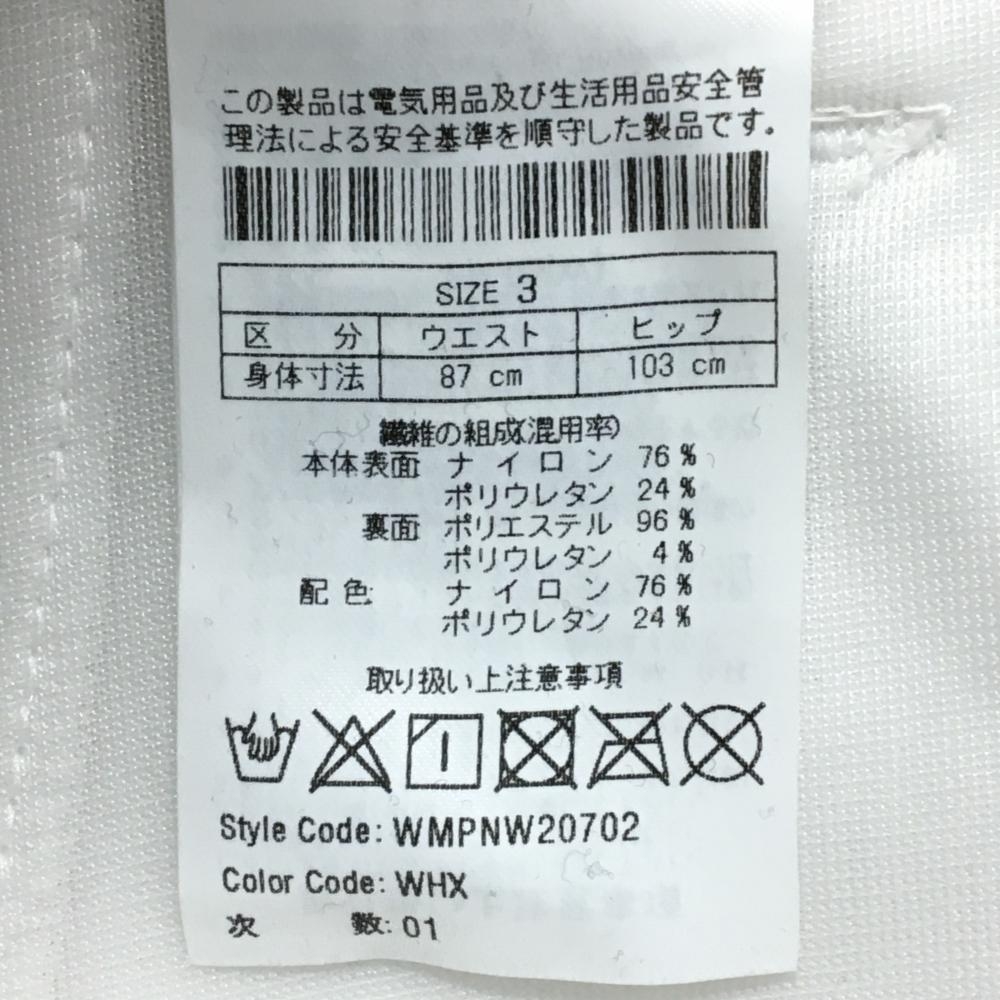 この製品は電気用品及び生活用品安全管
理法による安全基準を順守した製品です.
SIZE 3
区 分 ウエスト ヒップ
身体寸法 87 cm 103 cm
繊維の組成(混用率)
本体表面 ナイロン 76 %
ポリウレタン 24 %
裏面 ポリエステル 96 %
ポリウレタン 4 %
配色 ナイロン 76 %
ポリウレタン 24 %
取り扱い上注意事項
Style Code: WMPNW20702
Color Code: WHX
次 数: 01